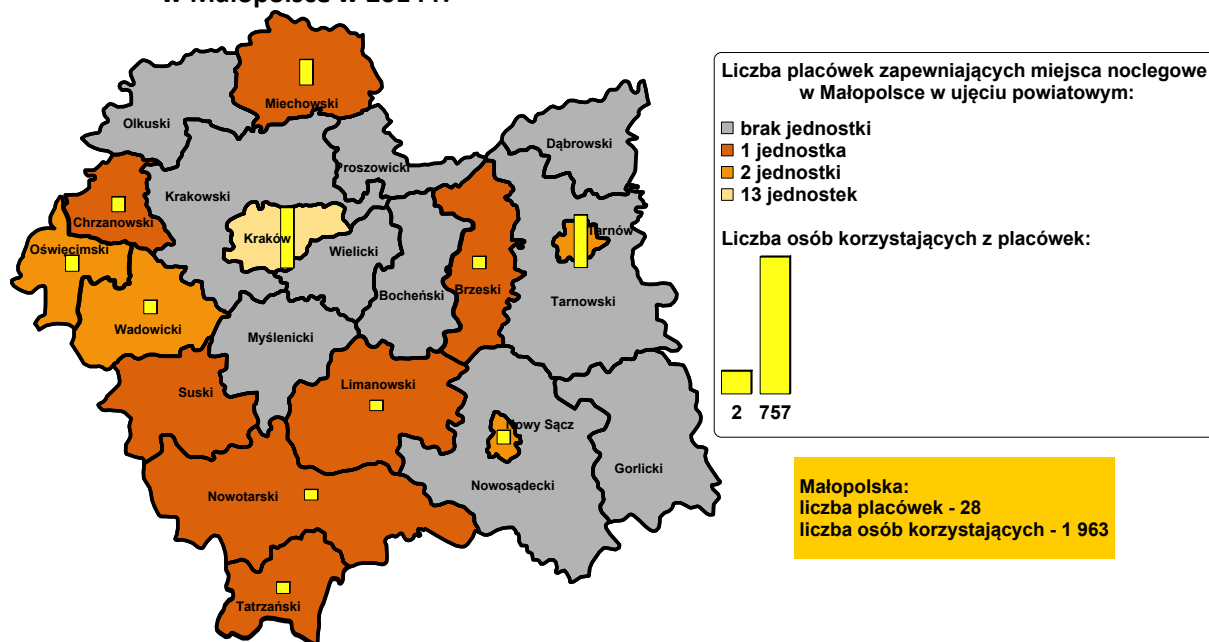 Miechowski
Olkuski
Dąbrowski
Proszowicki
Krakowski
Chrzanowski
Tarnów
Kraków
Oświęcimski
Wielicki
Brzeski
Bocheński
Tarnowski
Wadowicki
Myślenicki
Limanowski
Suski
Nowy Sącz
Gorlicki
Nowosądecki
Nowotarski
Tatrzański
Liczba placówek zapewniających miejsca noclegowe
w Małopolsce w ujęciu powiatowym:
brak jednostki
1 jednostka
2 jednostki
13 jednostek
Liczba osób korzystających z placówek:
2 757
Małopolska:
liczba placówek - 28
liczba osób korzystających - 1 963